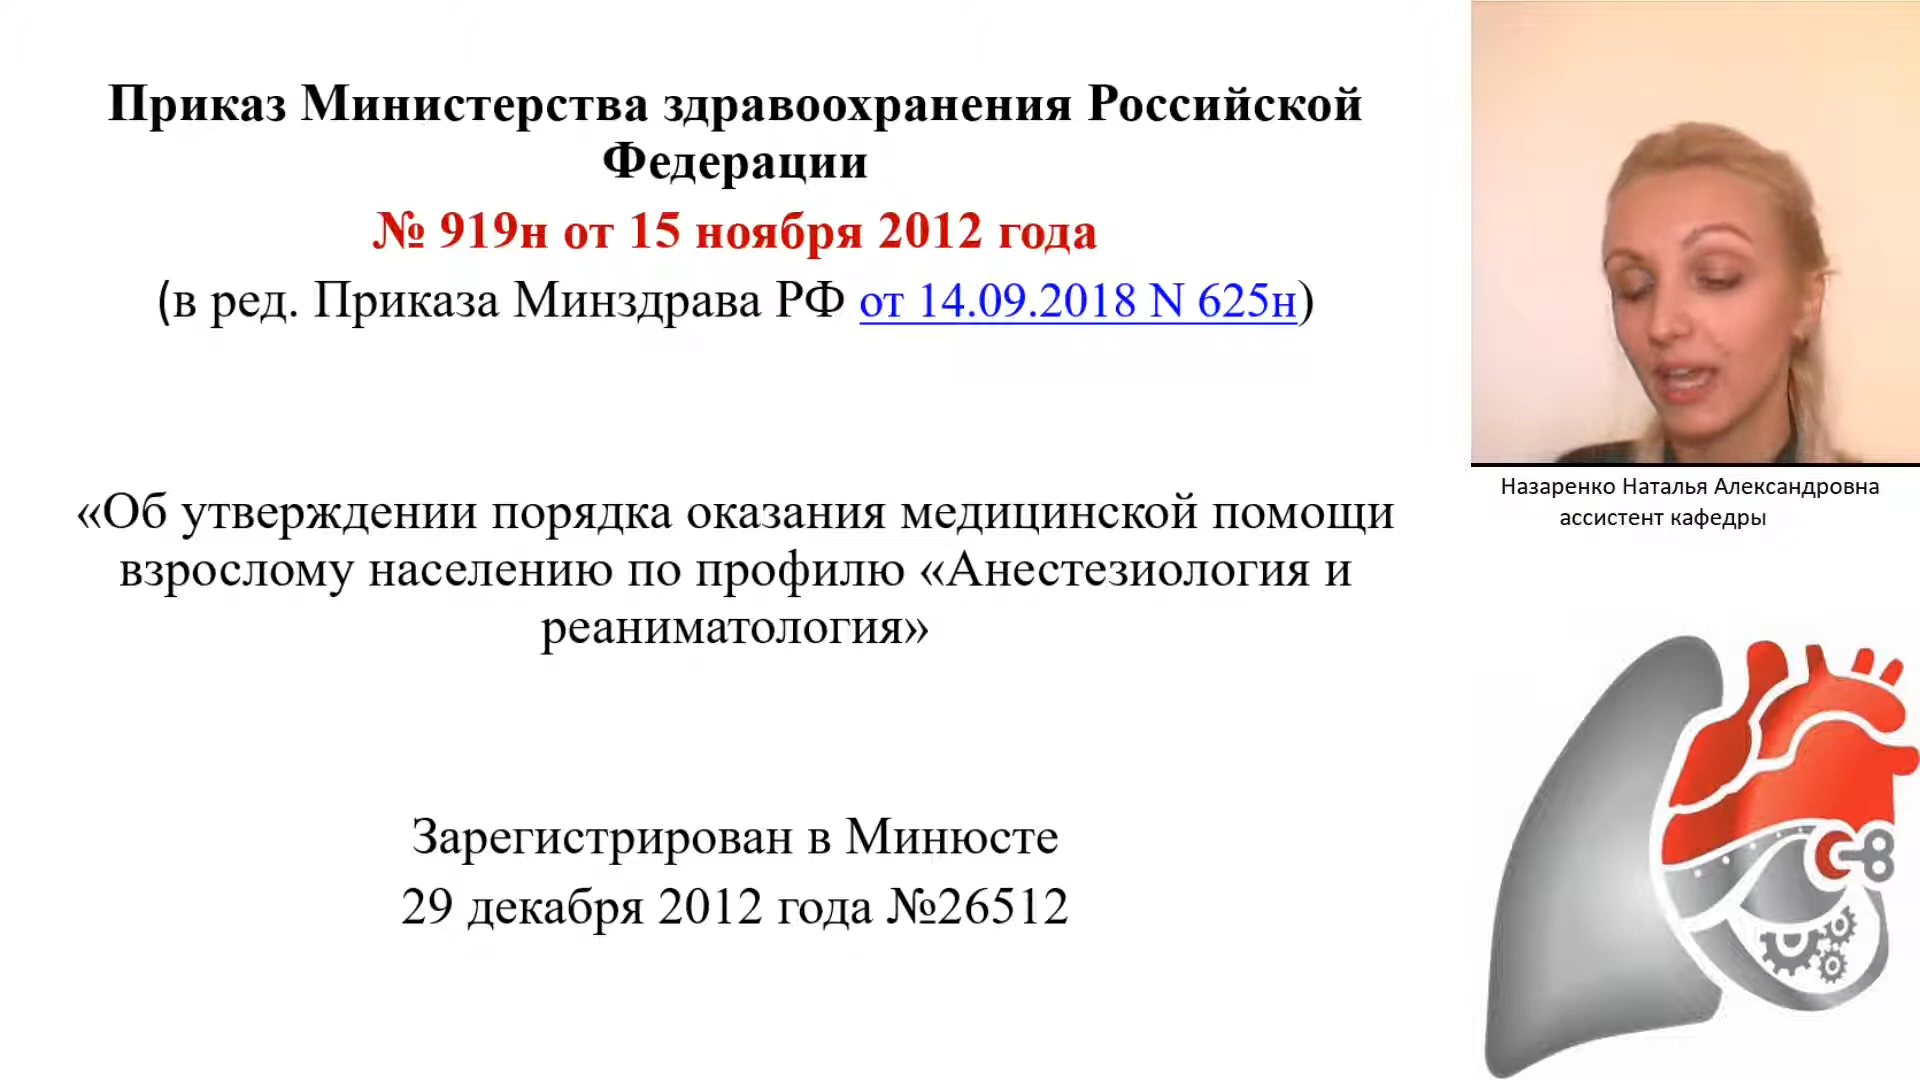 Приказ Министерства здравоохранения Российской
Федерации
№ 919н от 15 ноября 2012 года
(в ред. Приказа Минздрава РФ от 14.09.2018 N 625н)
«Об утверждении порядка оказания медицинской помощи
взрослому населению по профилю «Анестезиология и
реаниматология»
Зарегистрирован в Минюсте
29 декабря 2012 года №26512
Назаренко Наталья Александровна
ассистент кафедры